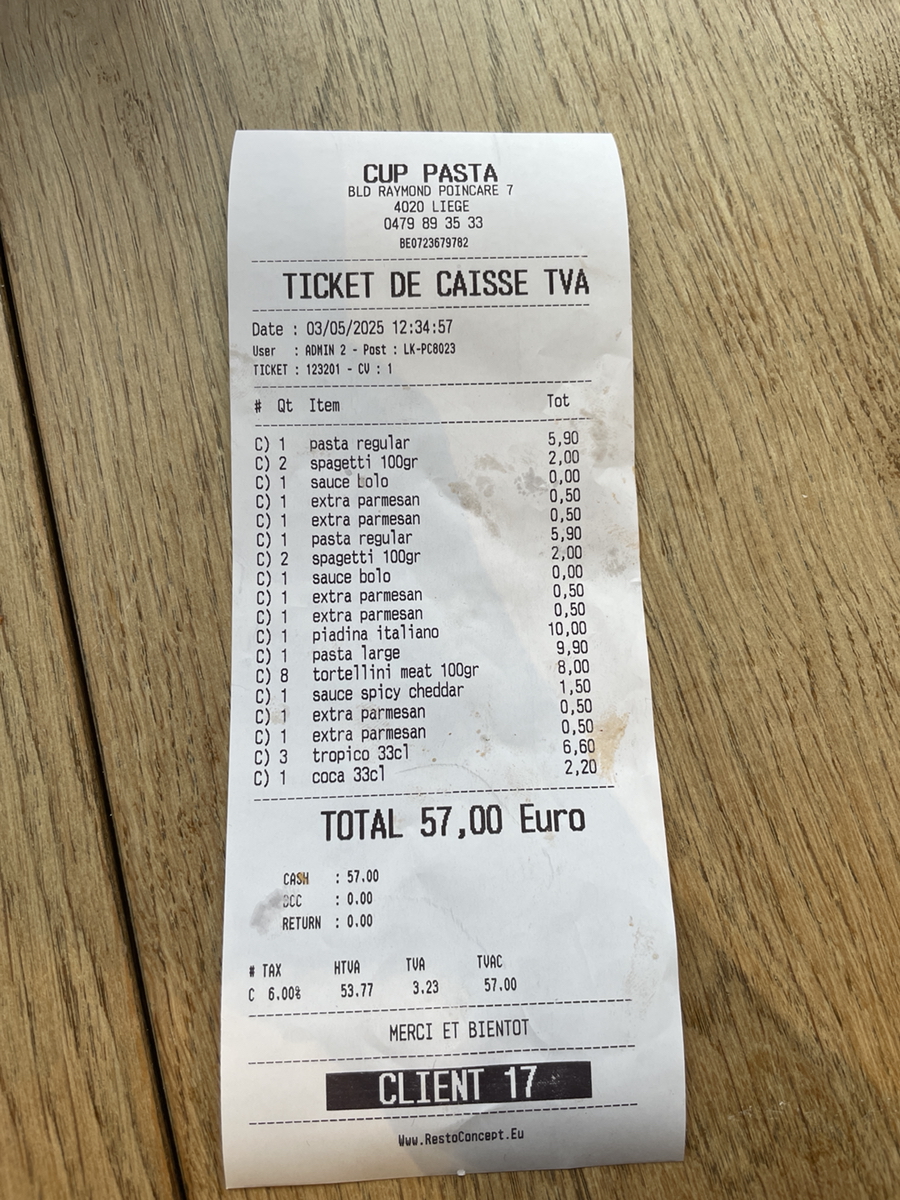 CUP PASTA
BLD RAYMOND POINCARE 7
4020 LIEGE
0479 89 35 33
BE0723679782
TICKET DE CAISSE TVA
Date : 03/05/2025 12:34:57
User : ADMIN 2 - Post : LK-PC8023
TICKET : 123201 - CV : 1
# Qt Item Tot
C) 1 pasta regular 5,90
C) 2 spagetti 100gr 2,00
C) 1 sauce bolo 0,00
C) 1 extra parmesan 0,50
C) 1 extra parmesan 0,50
C) 1 pasta regular 5,90
C) 2 spagetti 100gr 2,00
C) 1 sauce bolo 0,00
C) 1 extra parmesan 0,50
C) 1 extra parmesan 0,50
C) 1 piadina italiano 10,00
C) 1 pasta large 9,90
C) 8 tortellini meat 100gr 8,00
C) 1 sauce spicy cheddar 1,50
C) 1 extra parmesan 0,50
C) 1 extra parmesan 0,50
C) 3 tropico 33cl 6,60
C) 1 coca 33cl 2,20
TOTAL 57,00 Euro
CASH : 57.00
BCC : 0.00
RETURN : 0.00
# TAX HTVA TVA TVAC
C 6.00% 53.77 3.23 57.00
MERCI ET BIENTOT
CLIENT 17
Www.RestoConcept.Eu